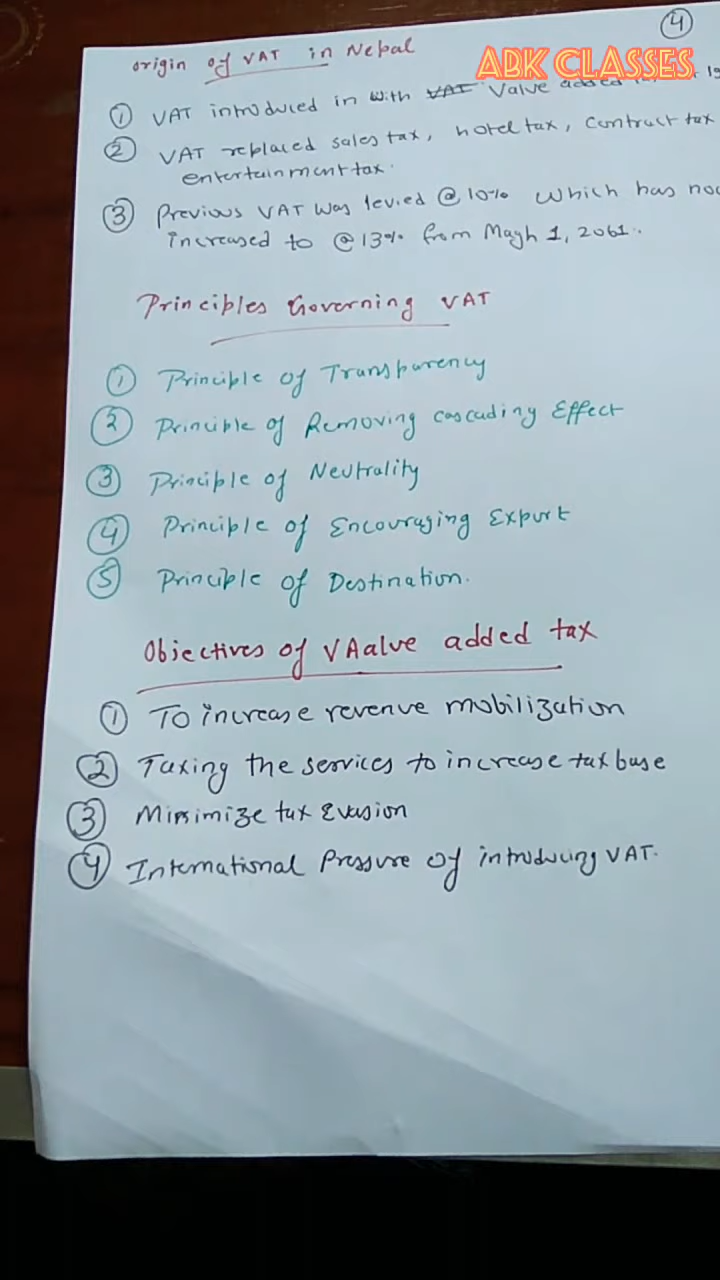 4
ABK CLASSES
Origin of VAT in Nepal
① VAT introduced in with VAT Value added
② VAT replaced sales tax, hotel tax, contract tax
entertainment tax.
③ Previous VAT was levied @ 10% which has
increased to @ 13% from Magh 1, 2061.
Principles Governing VAT
① Principle of Transparency
② Principle of Removing cascading Effect
③ Principle of Neutrality
④ Principle of Encouraging Export
⑤ Principle of Destination.
Objectives of VAalve added tax
① To increase revenue mobilization
② Taxing the services to increase tax base
③ Minimize tax Evasion
④ International Pressure of introducing VAT.